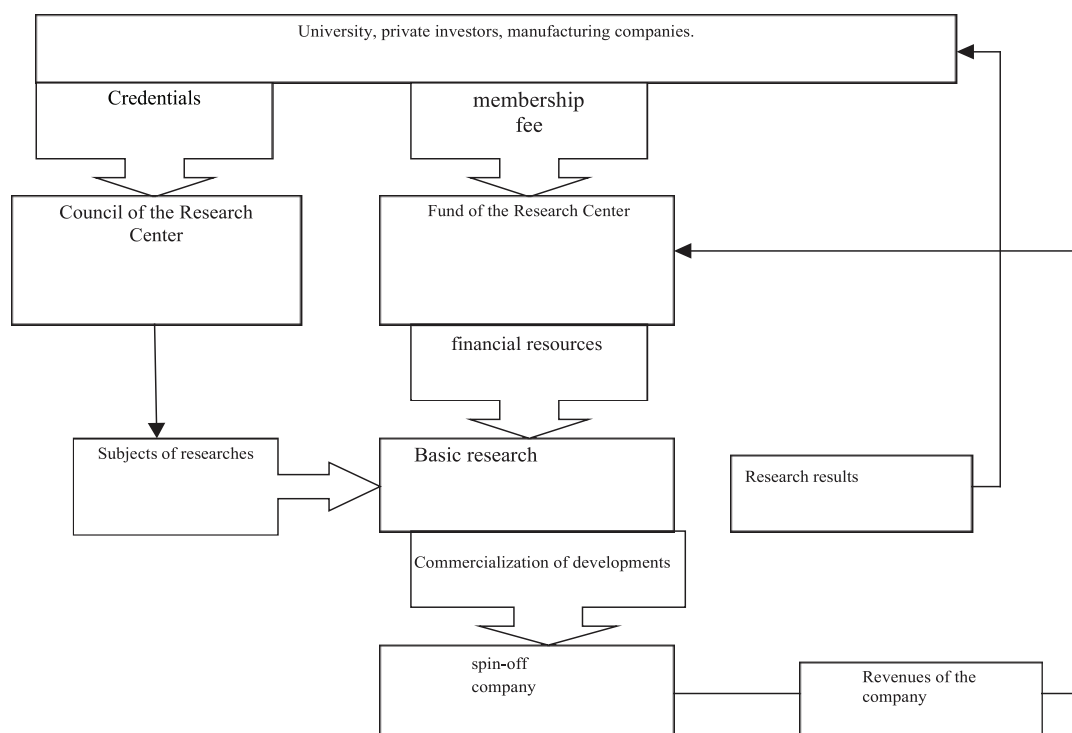 University, private investors, manufacturing companies.
Credentials
membership
fee
Council of the Research
Center
Fund of the Research Center
financial resources
Subjects of researches
Basic research
Research results
Commercialization of developments
spin-off
company
Revenues of the
company